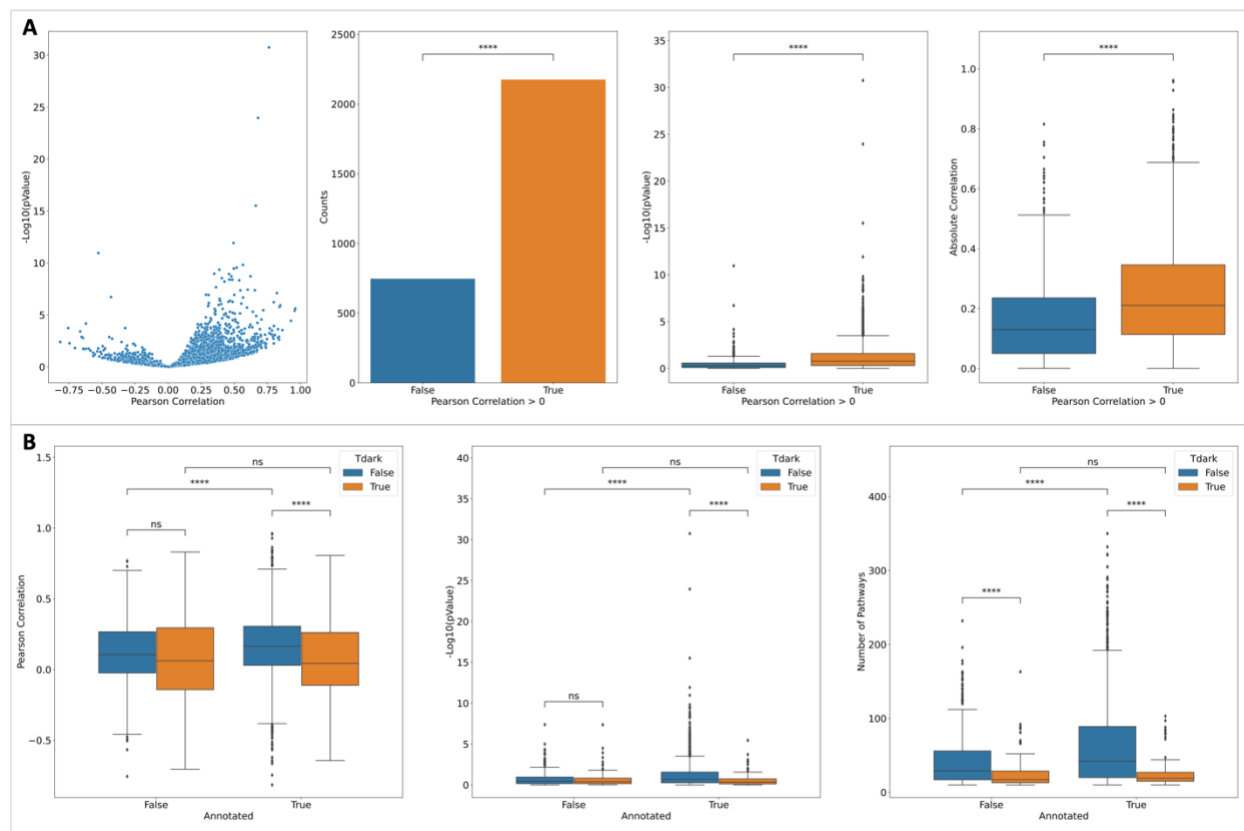 A
-Log10(pValue)
30
25
20
15
10
5
0
−0.75 −0.50 −0.25 0.00 0.25 0.50 0.75 1.00
Pearson Correlation
Counts
2500
2000
1500
1000
500
0
****
False True
Pearson Correlation > 0
-Log10(pValue)
35
30
25
20
15
10
5
0
****
False True
Pearson Correlation > 0
Absolute Correlation
1.0
0.8
0.6
0.4
0.2
0.0
****
False True
Pearson Correlation > 0
B
Pearson Correlation
1.5
1.0
0.5
0.0
−0.5
Tdark
False
True
ns
****
****
ns
False True
Annotated
-Log10(pValue)
40
35
30
25
20
15
10
5
0
Tdark
False
True
ns
****
****
ns
False True
Annotated
Number of Pathways
400
300
200
100
0
Tdark
False
True
ns
****
****
****
False True
Annotated